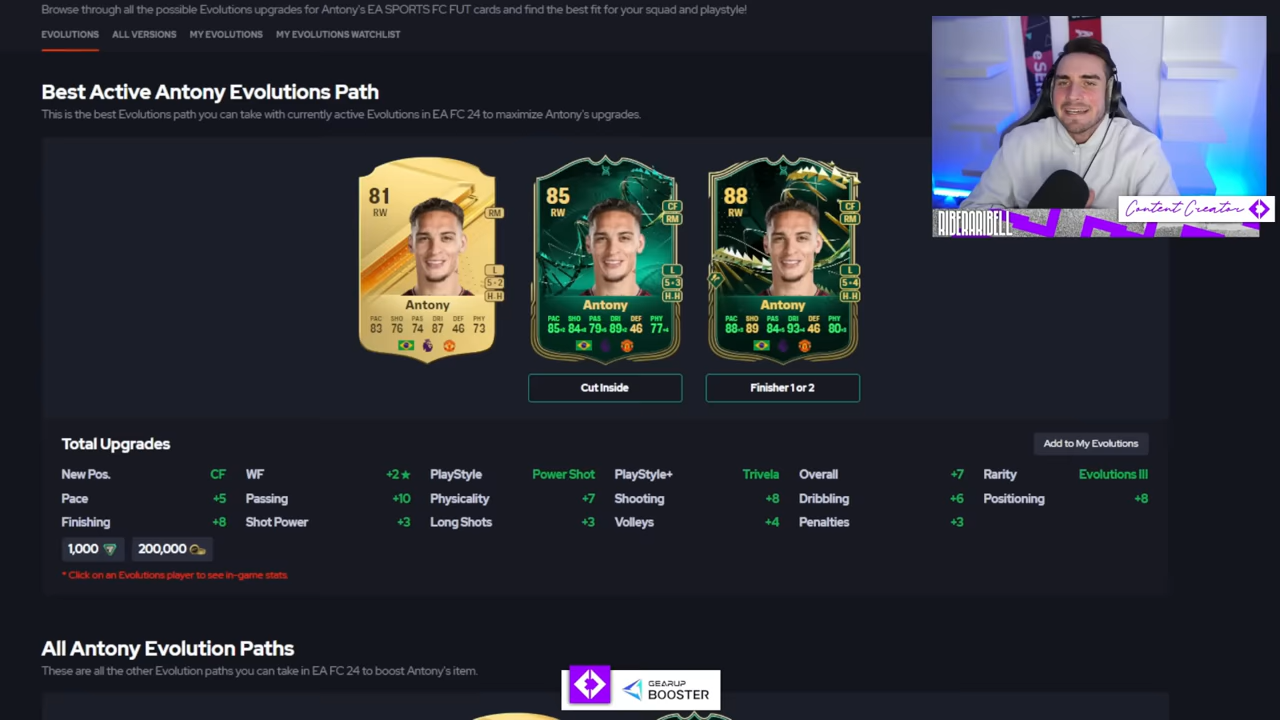 Browse through all the possible Evolutions upgrades for Antony's EA SPORTS FC FUT cards and find the best fit for your squad and playstyle!
EVOLUTIONS ALL VERSIONS MY EVOLUTIONS MY EVOLUTIONS WATCHLIST
Best Active Antony Evolutions Path
This is the best Evolutions path you can take with currently active Evolutions in EA FC 24 to maximize Antony's upgrades.
81
RW
RM
L
5★2
H.H
Antony
PAC SHO PAS DRI DEF PHY
83 76 74 87 46 73
85
RW
CF
RM
L
5★3
H.H
Antony
PAC SHO PAS DRI DEF PHY
46
88
RW
CF
RM
L
5★4
H.H
Antony
PAC SHO PAS DRI DEF PHY
89 46
Cut Inside
Finisher 1 or 2
Total Upgrades
Add to My Evolutions
New Pos. CF WF +2★ PlayStyle Power Shot PlayStyle+ Trivela Overall +7 Rarity Evolutions III
Pace +5 Passing +10 Physicality +7 Shooting +8 Dribbling +6 Positioning +8
Finishing +8 Shot Power +3 Long Shots +3 Volleys +4 Penalties +3
1,000 200,000
* Click on an Evolutions player to see in-game stats.
All Antony Evolution Paths
These are all the other Evolution paths you can take in EA FC 24 to boost Antony's item.
Content Creator
GEARUP
BOOSTER